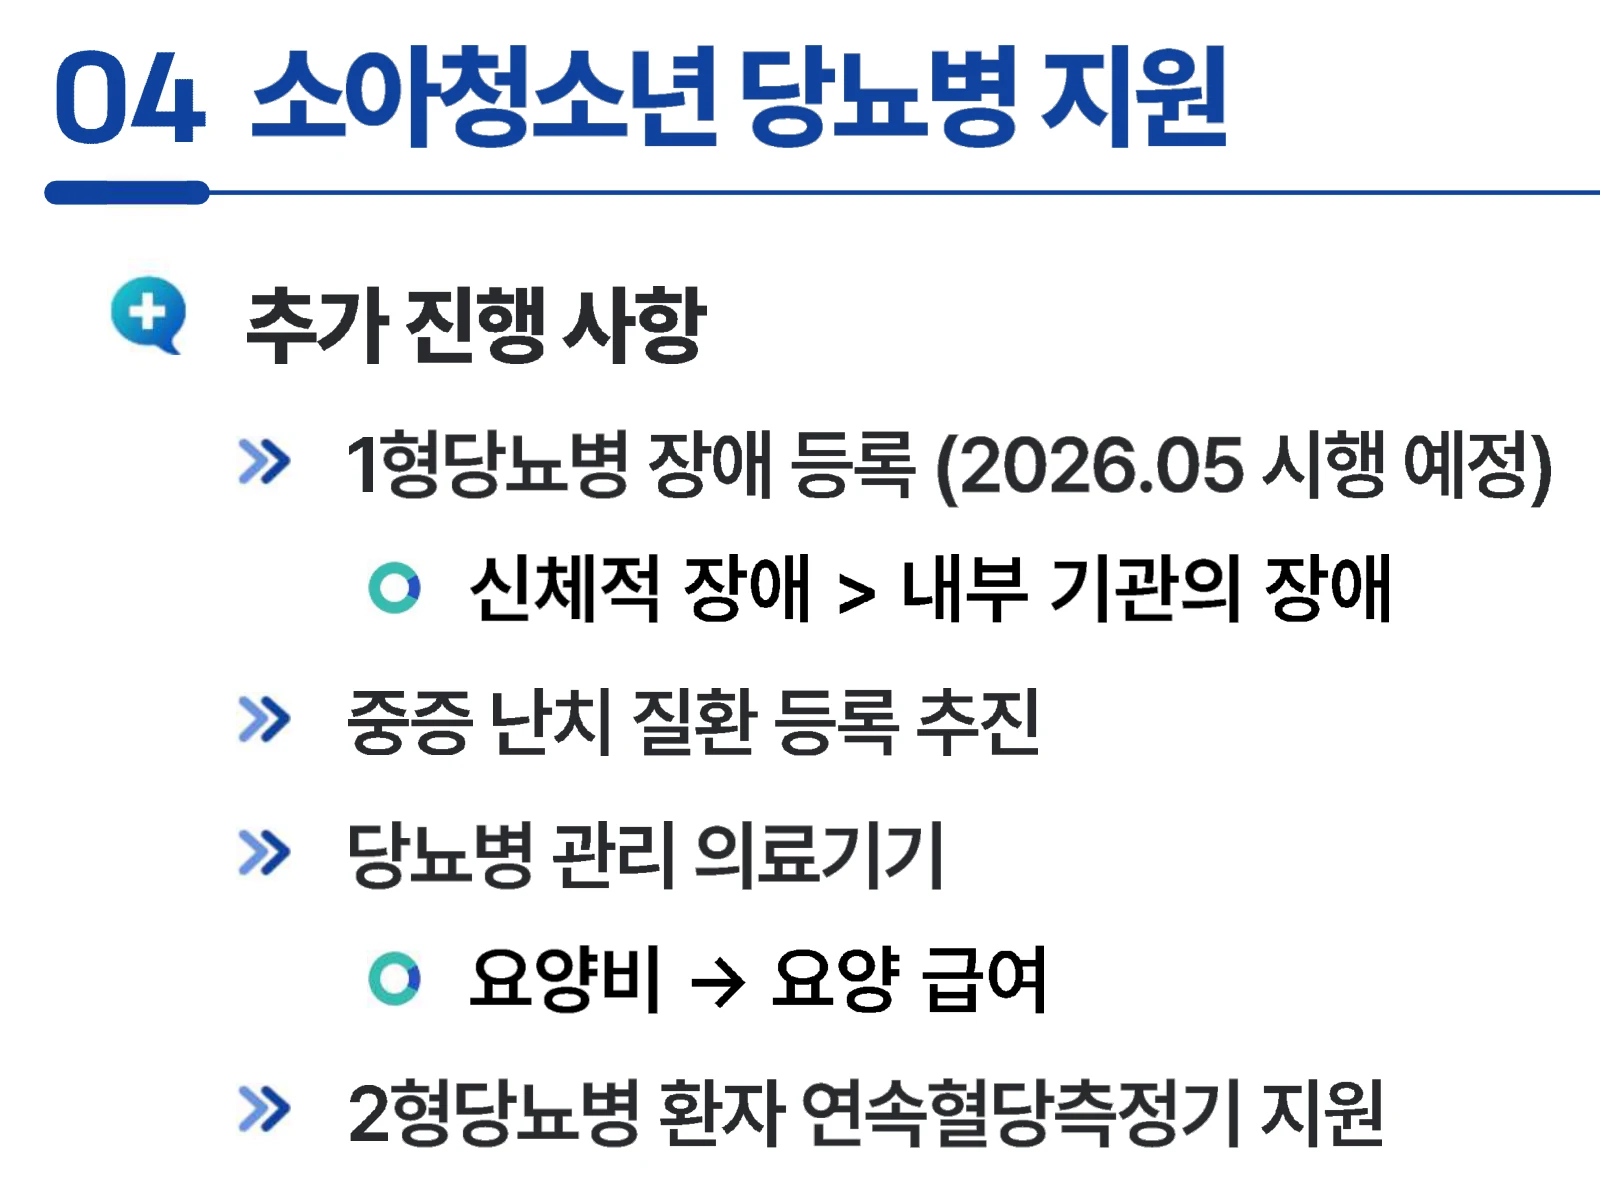 04 소아청소년 당뇨병 지원
추가 진행 사항
1형당뇨병 장애 등록 (2026.05 시행 예정)
신체적 장애 > 내부 기관의 장애
중증 난치 질환 등록 추진
당뇨병 관리 의료기기
요양비 → 요양 급여
2형당뇨병 환자 연속혈당측정기 지원